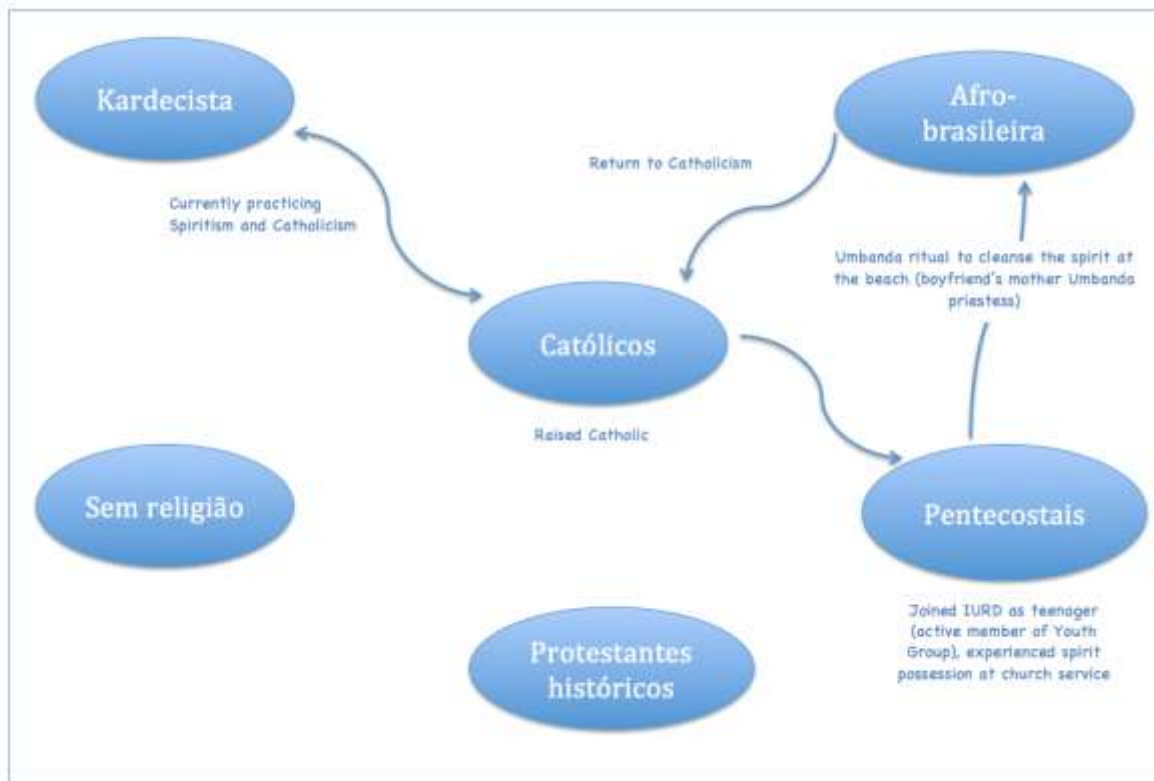 Kardecista
Afro-
brasileira
Return to Catholicism
Currently practicing
Spiritism and Catholicism
Umbanda ritual to cleanse the spirit at
the beach (boyfriend's mother Umbanda
priestess)
Católicos
Raised Catholic
Sem religião
Pentecostais
Joined IURD as teenager
(active member of Youth
Group), experienced spirit
possession at church service
Protestantes
históricos